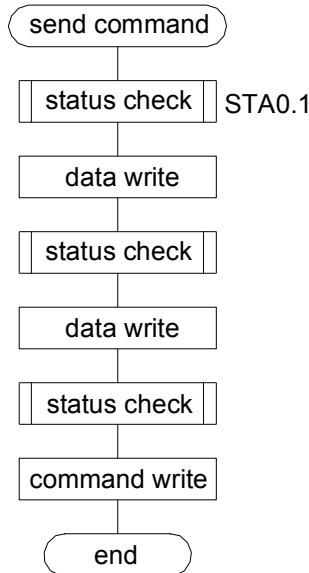 send command
status check STA0.1
data write
status check
data write
status check
command write
end